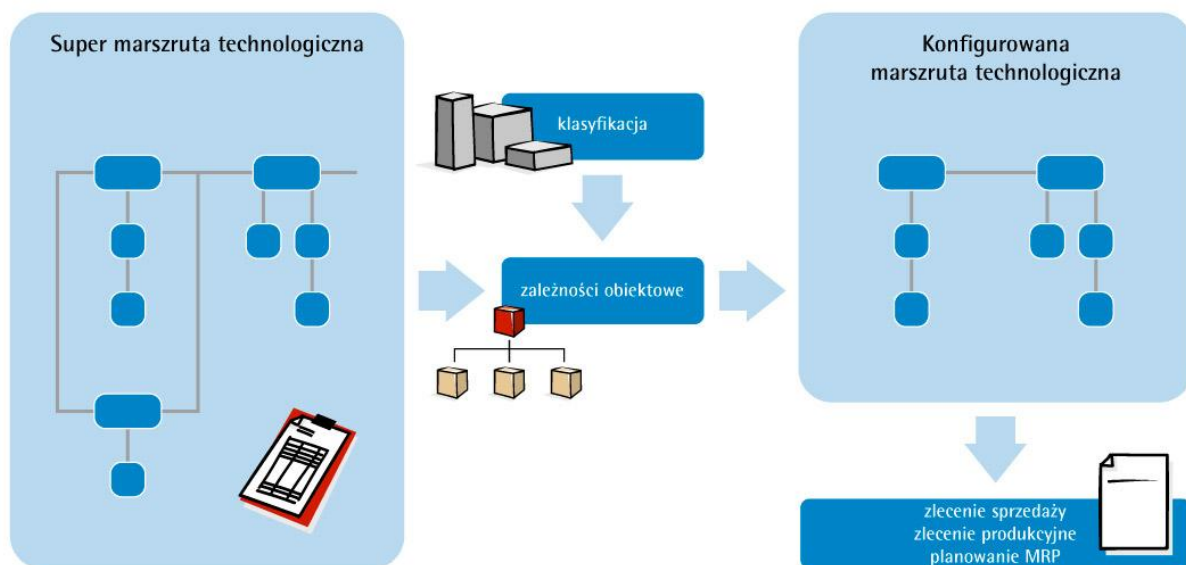 Super marszruta technologiczna
klasyfikacja
zależności obiektowe
Konfigurowana
marszruta technologiczna
zlecenie sprzedaży
zlecenie produkcyjne
planowanie MRP